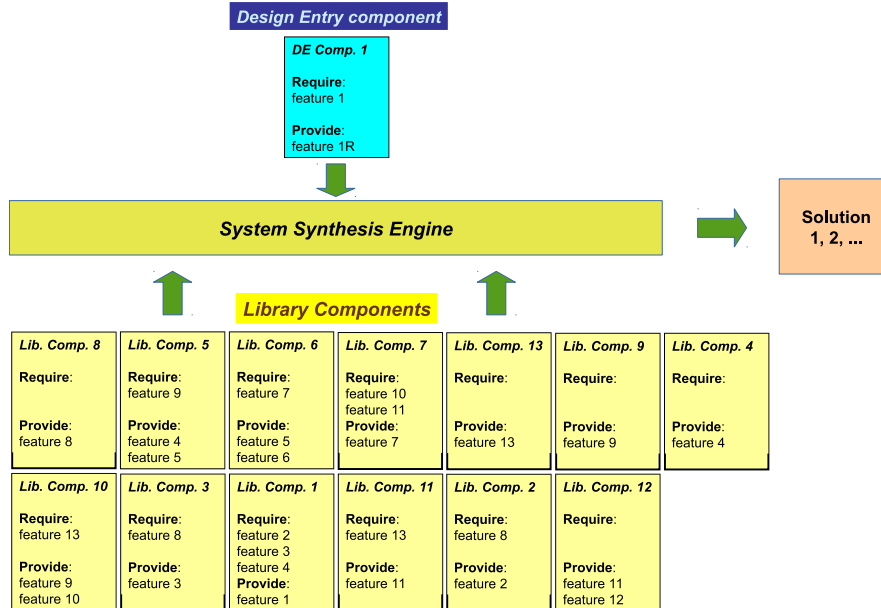 Design Entry component
DE Comp. 1
Require:
feature 1
Provide:
feature 1R
System Synthesis Engine
Solution
1, 2, ...
Library Components
Lib. Comp. 8
Require:
Provide:
feature 8
Lib. Comp. 5
Require:
feature 9
Provide:
feature 4
feature 5
Lib. Comp. 6
Require:
feature 7
Provide:
feature 5
feature 6
Lib. Comp. 7
Require:
feature 10
feature 11
Provide:
feature 7
Lib. Comp. 13
Require:
Provide:
feature 13
Lib. Comp. 9
Require:
Provide:
feature 9
Lib. Comp. 4
Require:
Provide:
feature 4
Lib. Comp. 10
Require:
feature 13
Provide:
feature 9
feature 10
Lib. Comp. 3
Require:
feature 8
Provide:
feature 3
Lib. Comp. 1
Require:
feature 2
feature 3
feature 4
Provide:
feature 1
Lib. Comp. 11
Require:
feature 13
Provide:
feature 11
Lib. Comp. 2
Require:
feature 8
Provide:
feature 2
Lib. Comp. 12
Require:
Provide:
feature 11
feature 12